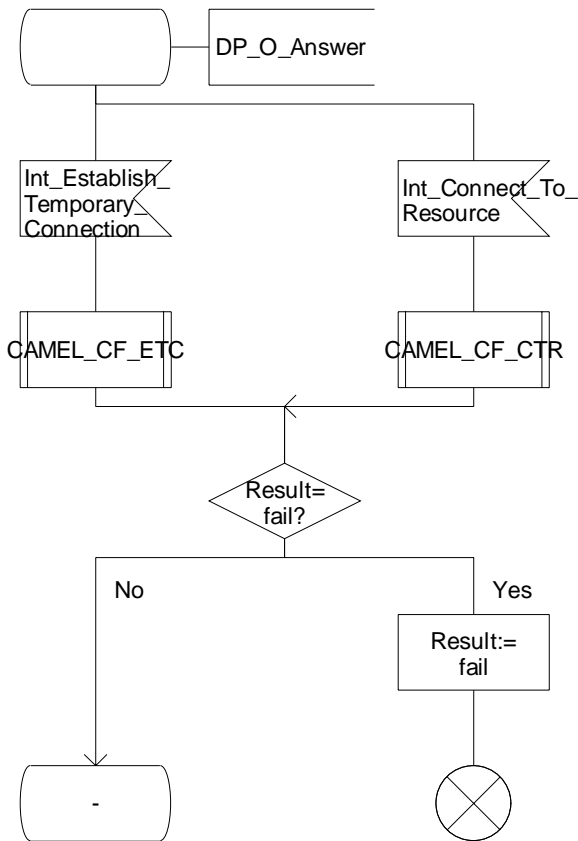 DP_O_Answer
Int_Establish_
Temporary_
Connection
Int_Connect_To_
Resource
CAMEL_CF_ETC
CAMEL_CF_CTR
Result=
fail?
No
Yes
Result:=
fail
-